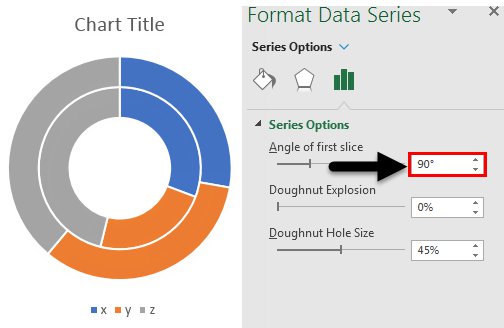 Chart Title
x y z
Format Data Series
Series Options
Series Options
Angle of first slice
90°
Doughnut Explosion
0%
Doughnut Hole Size
45%